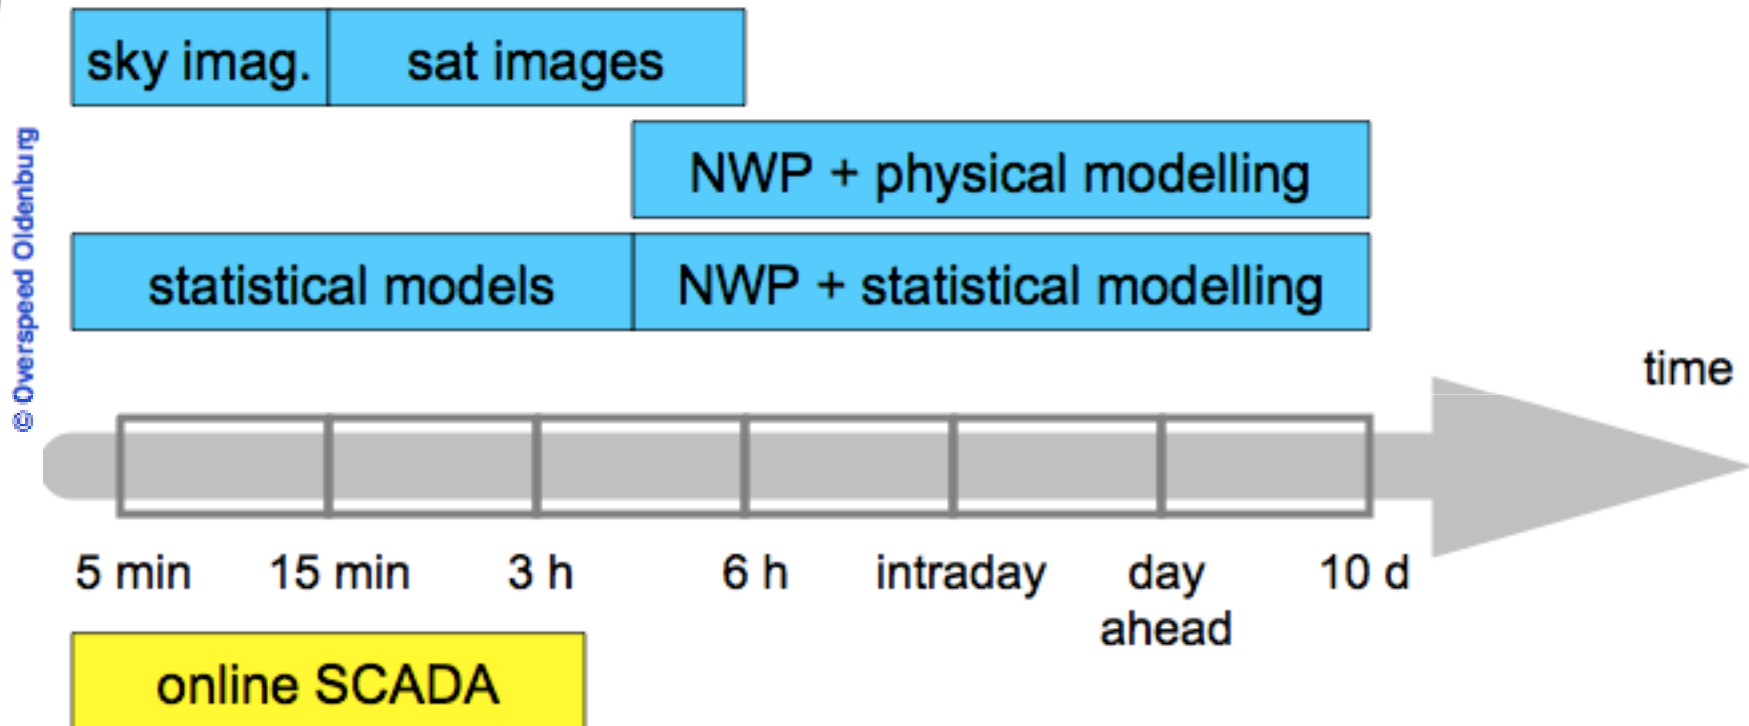 sky imag.
sat images
NWP + physical modelling
statistical models
NWP + statistical modelling
© Overspeed Oldenburg
time
5 min
15 min
3 h
6 h
intraday
day
ahead
10 d
online SCADA